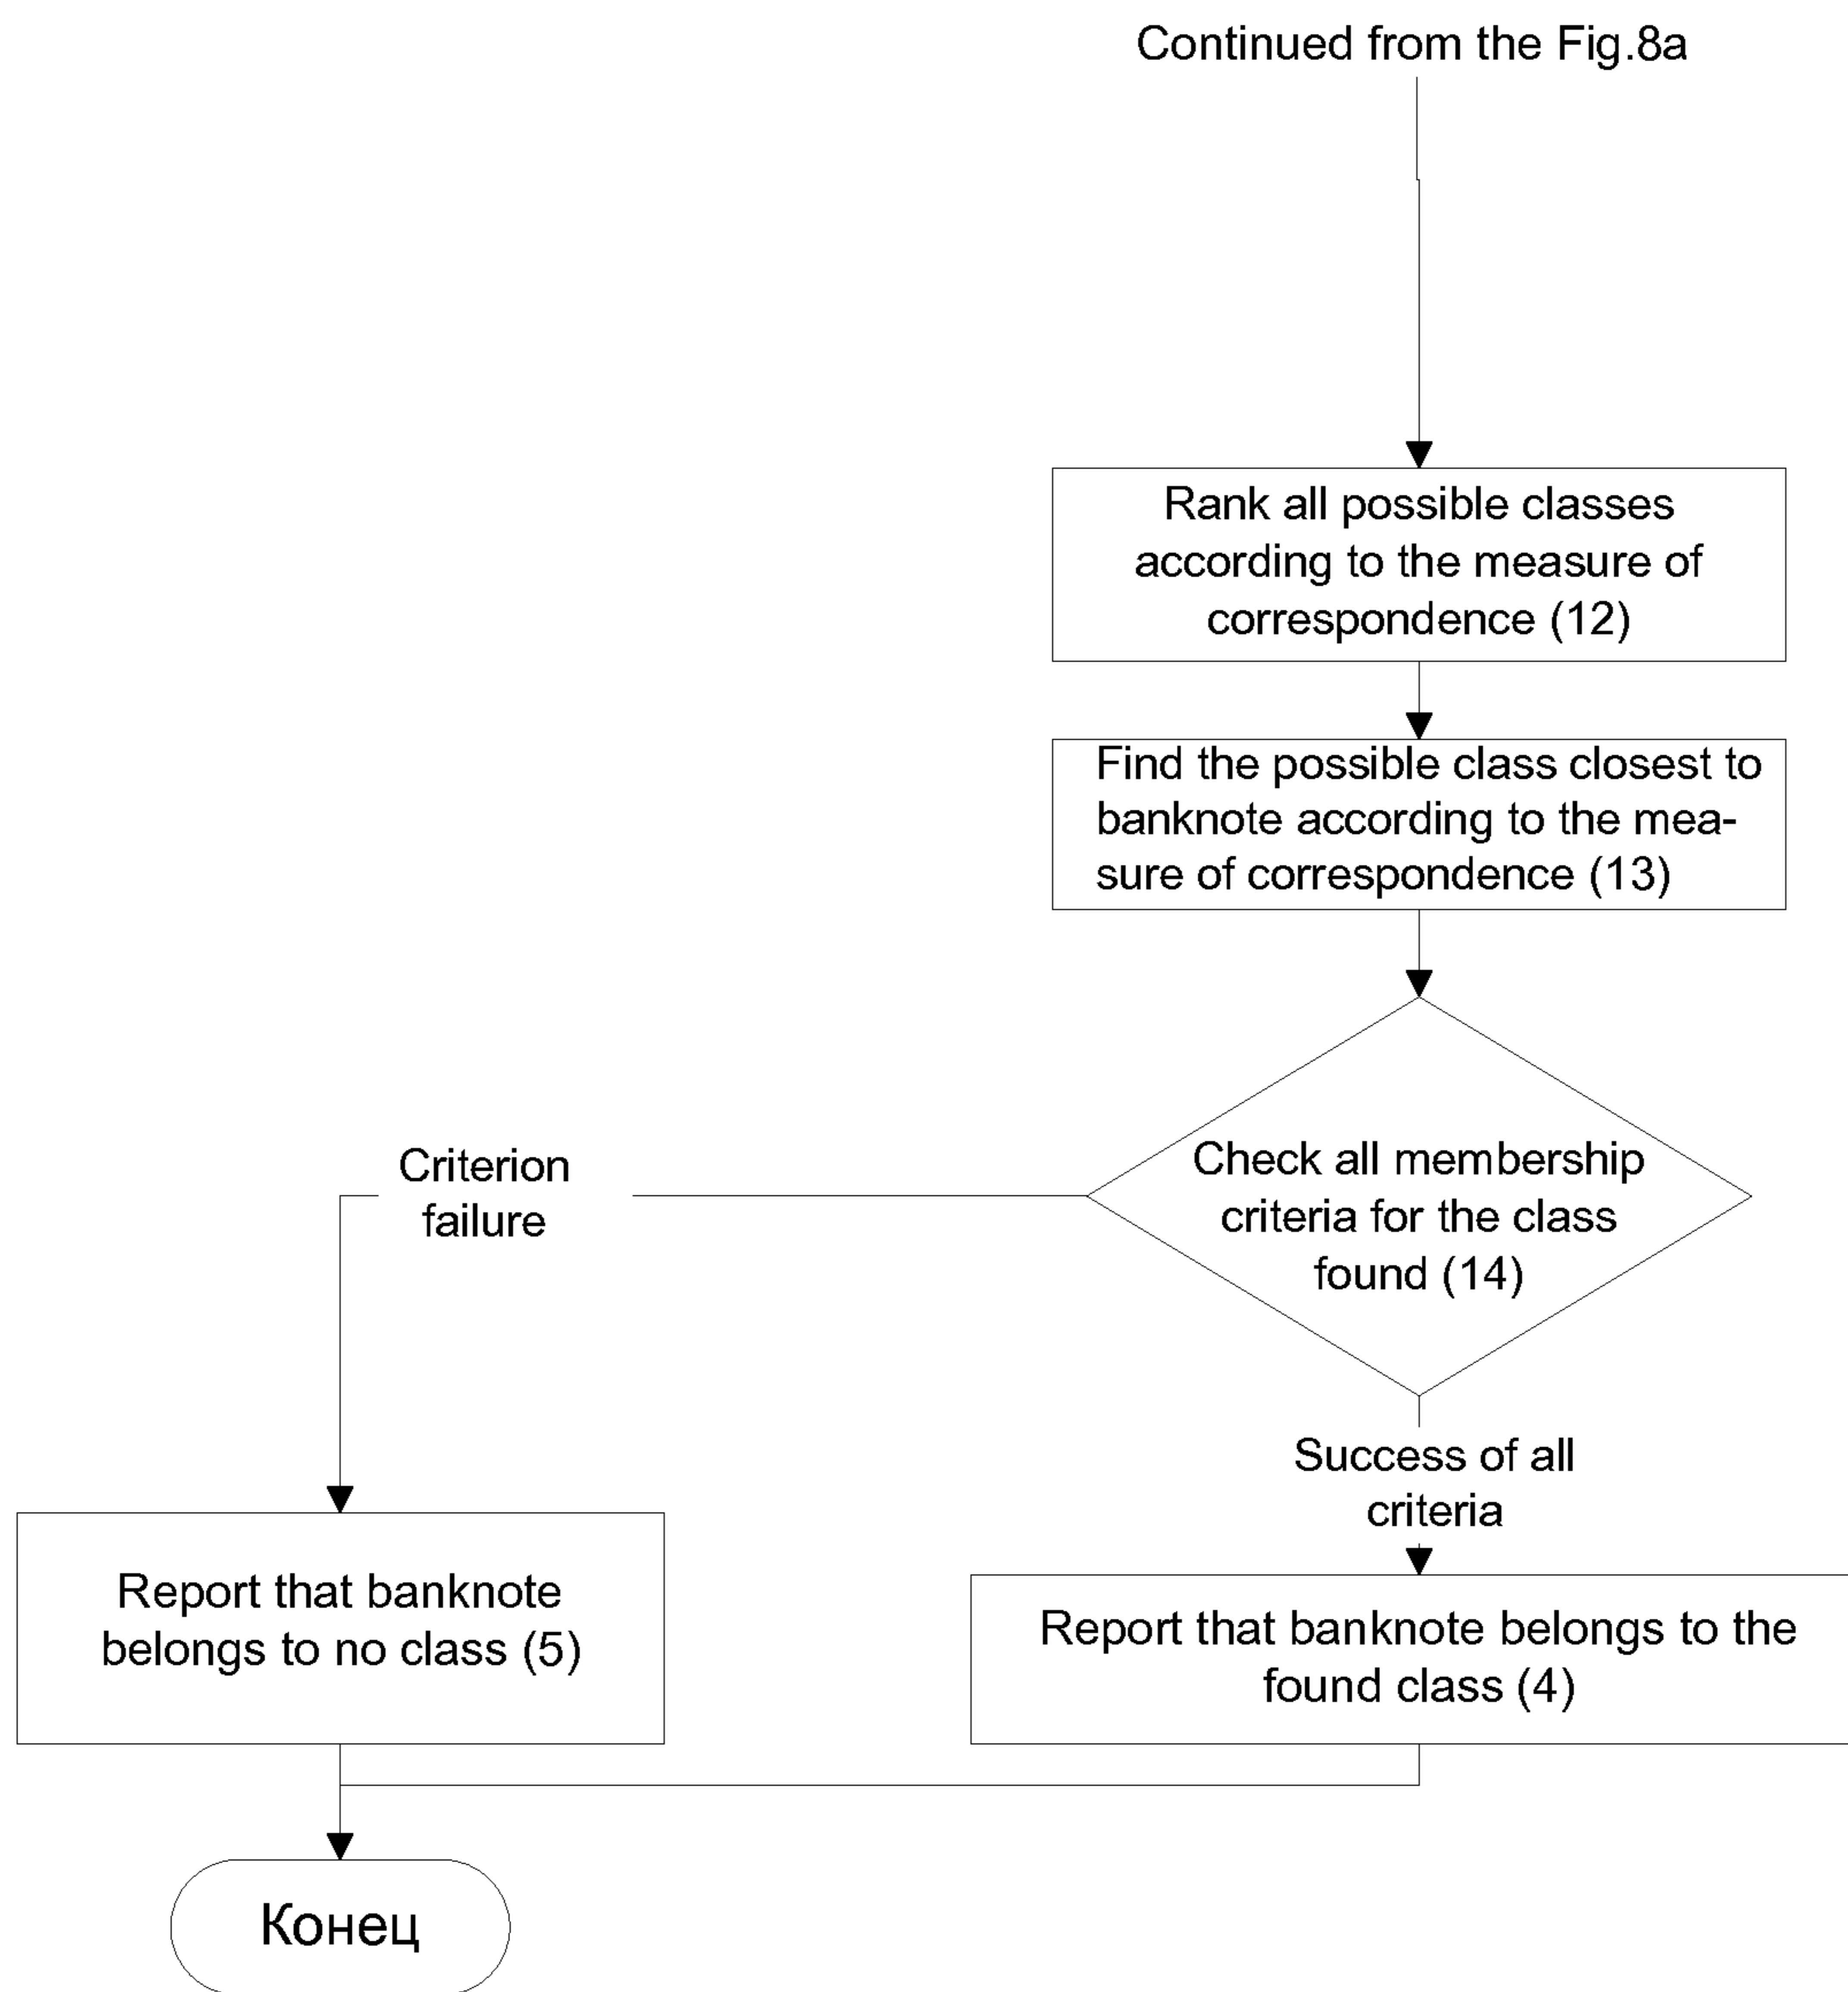 Continued from the Fig.8a
Rank all possible classes
according to the measure of
correspondence (12)
Find the possible class closest to
banknote according to the mea-
sure of correspondence (13)
Check all membership
criteria for the class
found (14)
Criterion
failure
Success of all
criteria
Report that banknote
belongs to no class (5)
Report that banknote belongs to the
found class (4)
Конец